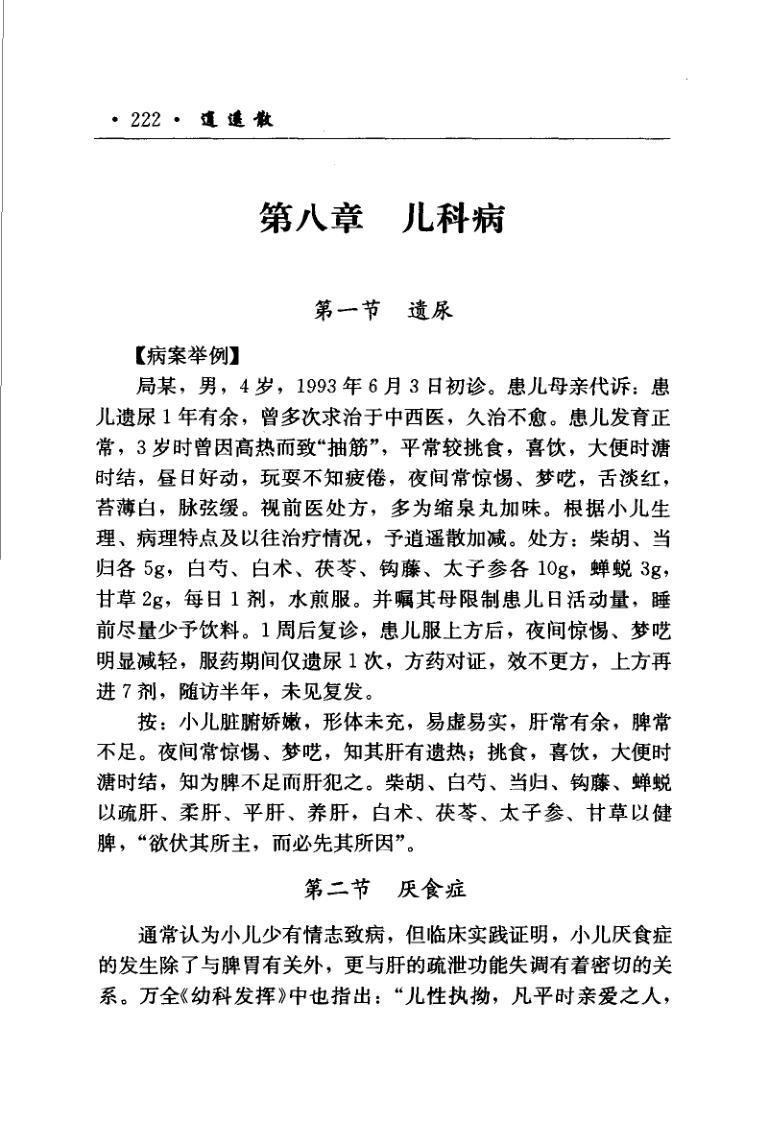 · 222 · 逍遥散
第八章　儿科病
第一节　遗尿
【病案举例】
局某，男，4 岁，1993 年 6 月 3 日初诊。患儿母亲代诉：患
儿遗尿 1 年有余，曾多次求治于中西医，久治不愈。患儿发育正
常，3 岁时曾因高热而致“抽筋”，平常较挑食，喜饮，大便时溏
时结，昼日好动，玩耍不知疲倦，夜间常惊惕、梦呓，舌淡红，
苔薄白，脉弦缓。视前医处方，多为缩泉丸加味。根据小儿生
理、病理特点及以往治疗情况，予逍遥散加减。处方：柴胡、当
归各 5g，白芍、白术、茯苓、钩藤、太子参各 10g，蝉蜕 3g，
甘草 2g，每日 1 剂，水煎服。并嘱其母限制患儿日活动量，睡
前尽量少予饮料。1 周后复诊，患儿服上方后，夜间惊惕、梦呓
明显减轻，服药期间仅遗尿 1 次，方药对证，效不更方，上方再
进 7 剂，随访半年，未见复发。
按：小儿脏腑娇嫩，形体未充，易虚易实，肝常有余，脾常
不足。夜间常惊惕、梦呓，知其肝有遗热；挑食，喜饮，大便时
溏时结，知为脾不足而肝犯之。柴胡、白芍、当归、钩藤、蝉蜕
以疏肝、柔肝、平肝、养肝，白术、茯苓、太子参、甘草以健
脾，“欲伏其所主，而必先其所因”。
第二节　厌食症
通常认为小儿少有情志致病，但临床实践证明，小儿厌食症
的发生除了与脾胃有关外，更与肝的疏泄功能失调有着密切的关
系。万全《幼科发挥》中也指出：“儿性执拗，凡平时亲爱之人，